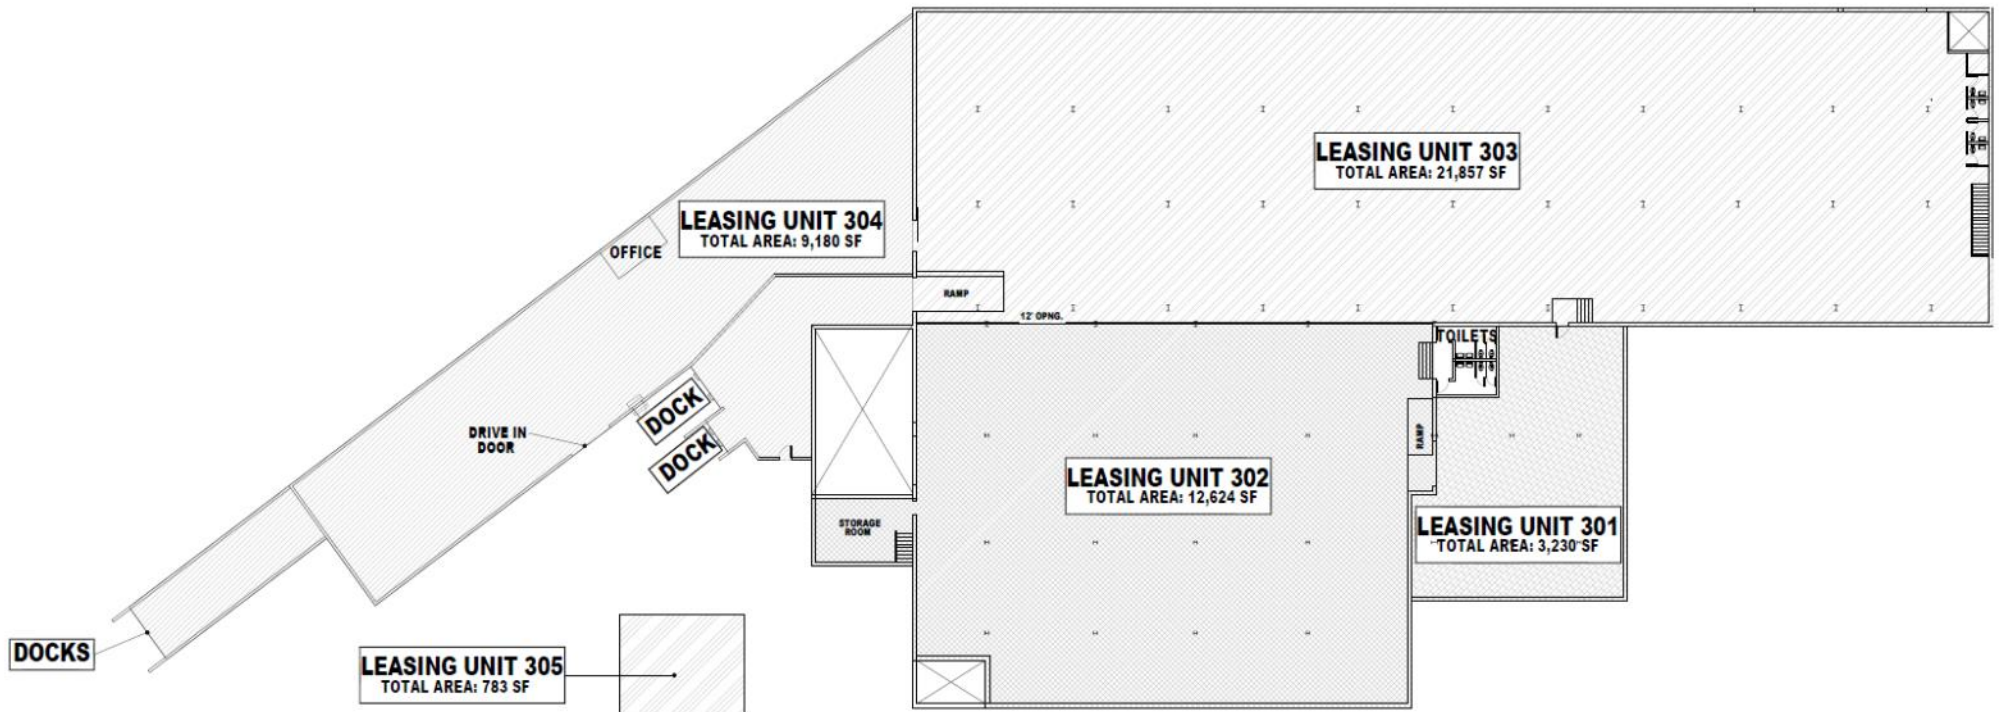 LEASING UNIT 303
TOTAL AREA: 21,857 SF
LEASING UNIT 304
TOTAL AREA: 9,180 SF
OFFICE
RAMP
12' OPNG.
TOILETS
DOCK
DOCK
DRIVE IN
DOOR
RAMP
LEASING UNIT 302
TOTAL AREA: 12,624 SF
STORAGE
ROOM
LEASING UNIT 301
TOTAL AREA: 3,230 SF
DOCKS
LEASING UNIT 305
TOTAL AREA: 783 SF